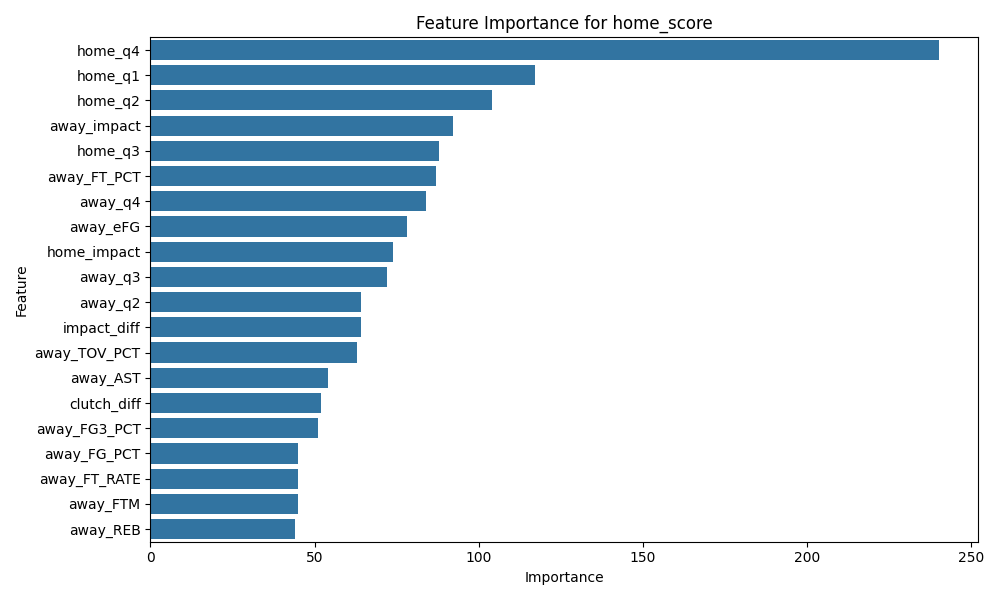 Feature Importance for home_score
home_q4
home_q1
home_q2
away_impact
home_q3
away_FT_PCT
away_q4
away_eFG
home_impact
away_q3
away_q2
impact_diff
away_TOV_PCT
away_AST
clutch_diff
away_FG3_PCT
away_FG_PCT
away_FT_RATE
away_FTM
away_REB
Feature
0 50 100 150 200 250
Importance